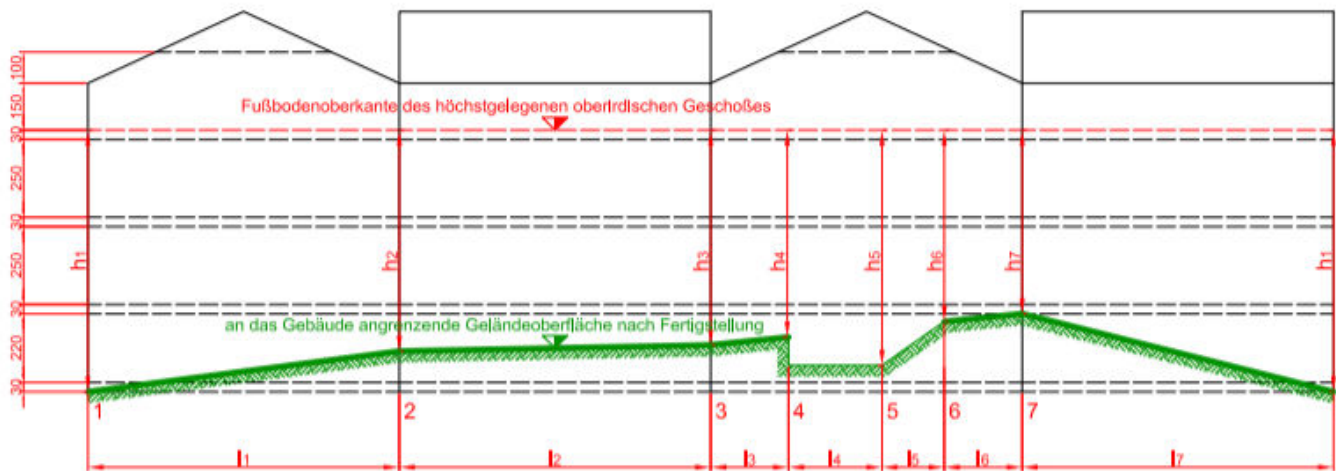 100
150
Fußbodenoberkante des höchstgelegenen oberirdischen Geschoßes
30
250
30
250
h1 h2 h3 h4 h5 h6 h7 h1
30
an das Gebäude angrenzende Geländeoberfläche nach Fertigstellung
220
30
1 2 3 4 5 6 7
l1 l2 l3 l4 l5 l6 l7